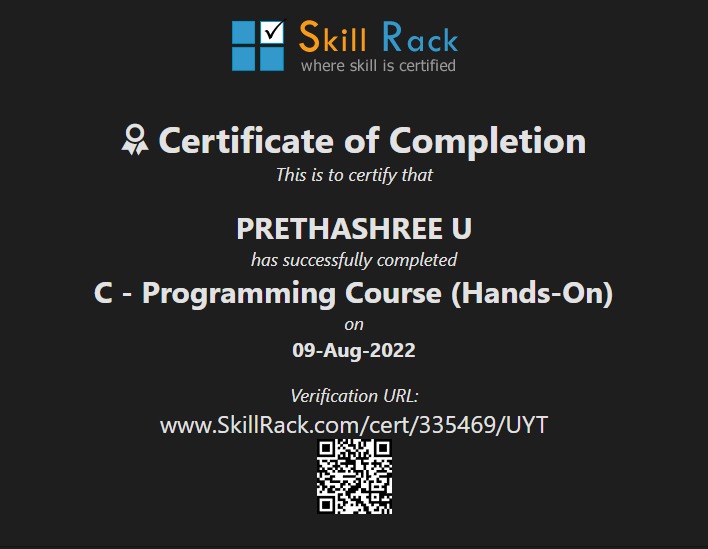 Skill Rack
where skill is certified
Certificate of Completion
This is to certify that
PRETHASHREE U
has successfully completed
C - Programming Course (Hands-On)
on
09-Aug-2022
Verification URL:
www.SkillRack.com/cert/335469/UYT